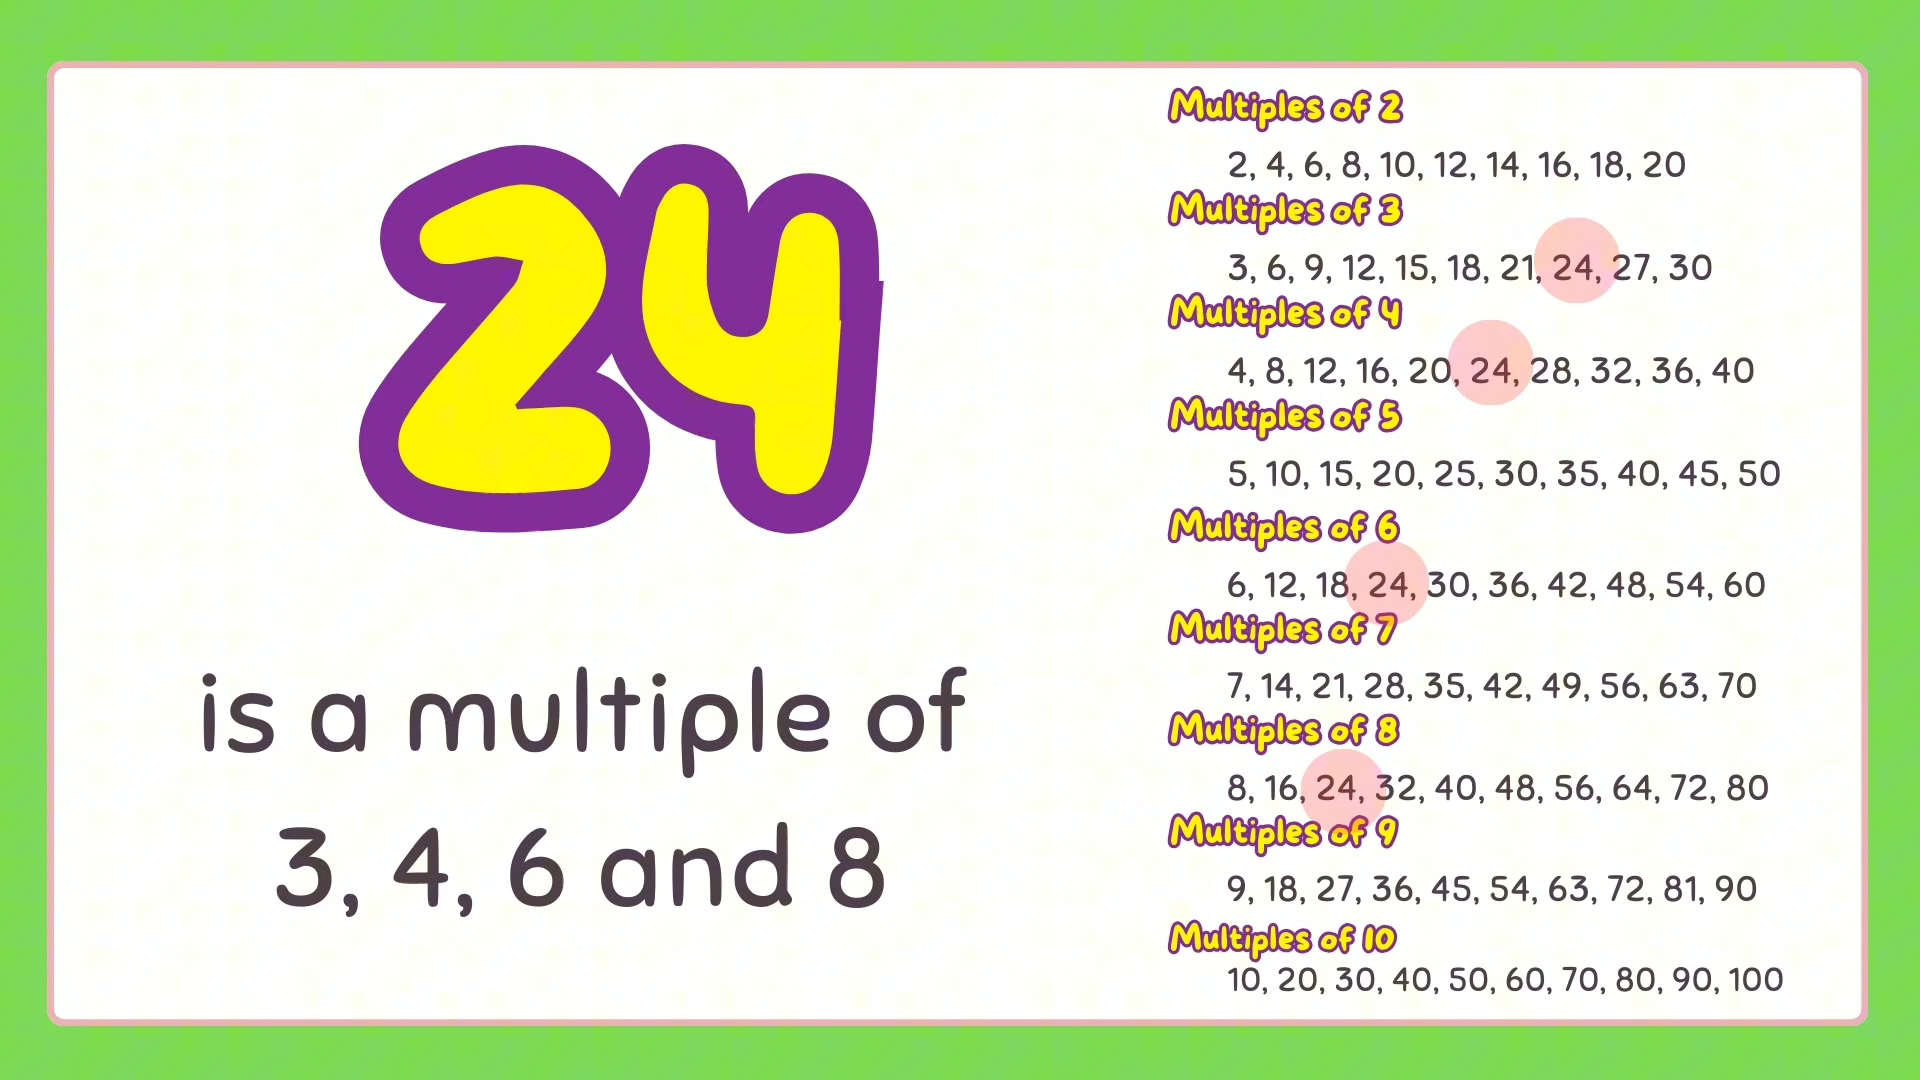 24
is a multiple of
3, 4, 6 and 8
Multiples of 2
2, 4, 6, 8, 10, 12, 14, 16, 18, 20
Multiples of 3
3, 6, 9, 12, 15, 18, 21, 24, 27, 30
Multiples of 4
4, 8, 12, 16, 20, 24, 28, 32, 36, 40
Multiples of 5
5, 10, 15, 20, 25, 30, 35, 40, 45, 50
Multiples of 6
6, 12, 18, 24, 30, 36, 42, 48, 54, 60
Multiples of 7
7, 14, 21, 28, 35, 42, 49, 56, 63, 70
Multiples of 8
8, 16, 24, 32, 40, 48, 56, 64, 72, 80
Multiples of 9
9, 18, 27, 36, 45, 54, 63, 72, 81, 90
Multiples of 10
10, 20, 30, 40, 50, 60, 70, 80, 90, 100